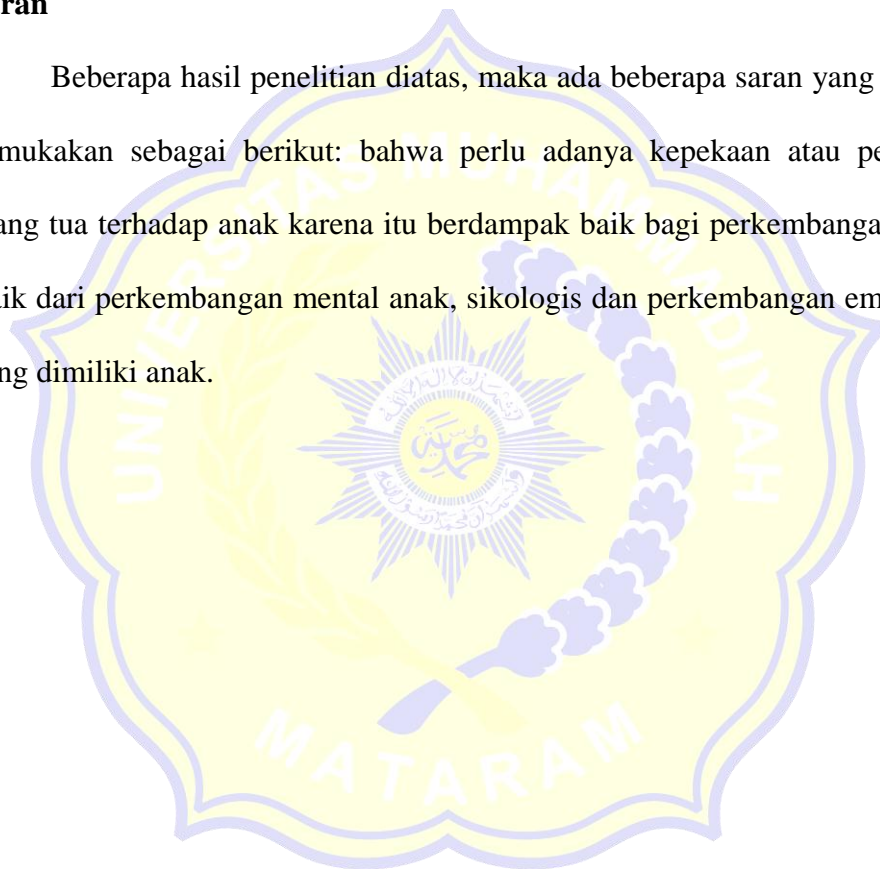 ran
Beberapa hasil penelitian diatas, maka ada beberapa saran yang
mukakan sebagai berikut: bahwa perlu adanya kepekaan atau pe
ang tua terhadap anak karena itu berdampak baik bagi perkembanga
ik dari perkembangan mental anak, sikologis dan perkembangan em
ng dimiliki anak.
UNIVERSITAS MUHAMMADIYAH
MATARAM